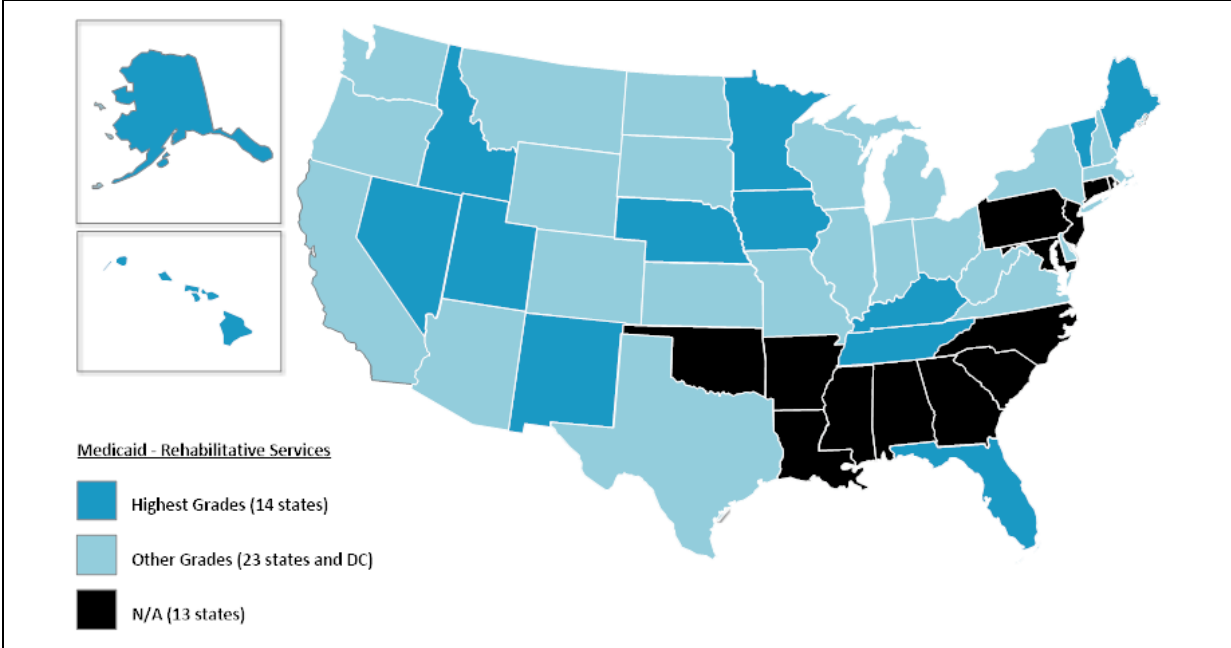 Medicaid - Rehabilitative Services
Highest Grades (14 states)
Other Grades (23 states and DC)
N/A (13 states)